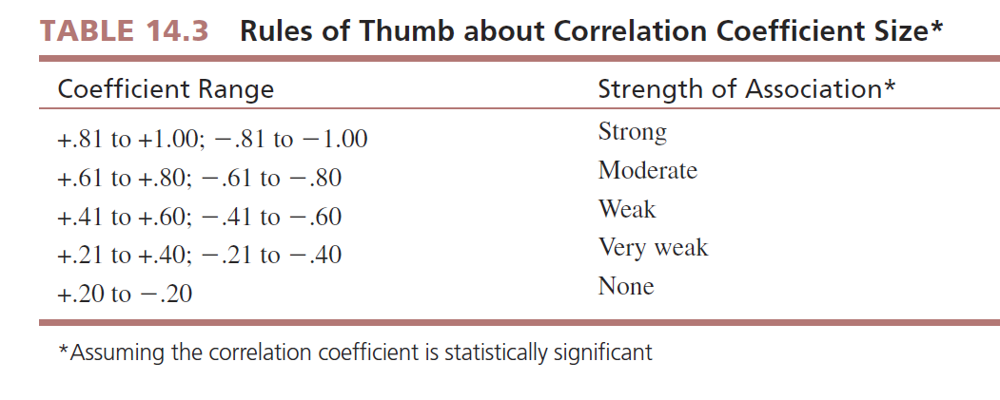 TABLE 14.3 Rules of Thumb about Correlation Coefficient Size*
Coefficient Range Strength of Association*
+.81 to +1.00; −.81 to −1.00 Strong
+.61 to +.80; −.61 to −.80 Moderate
+.41 to +.60; −.41 to −.60 Weak
+.21 to +.40; −.21 to −.40 Very weak
+.20 to −.20 None
*Assuming the correlation coefficient is statistically significant